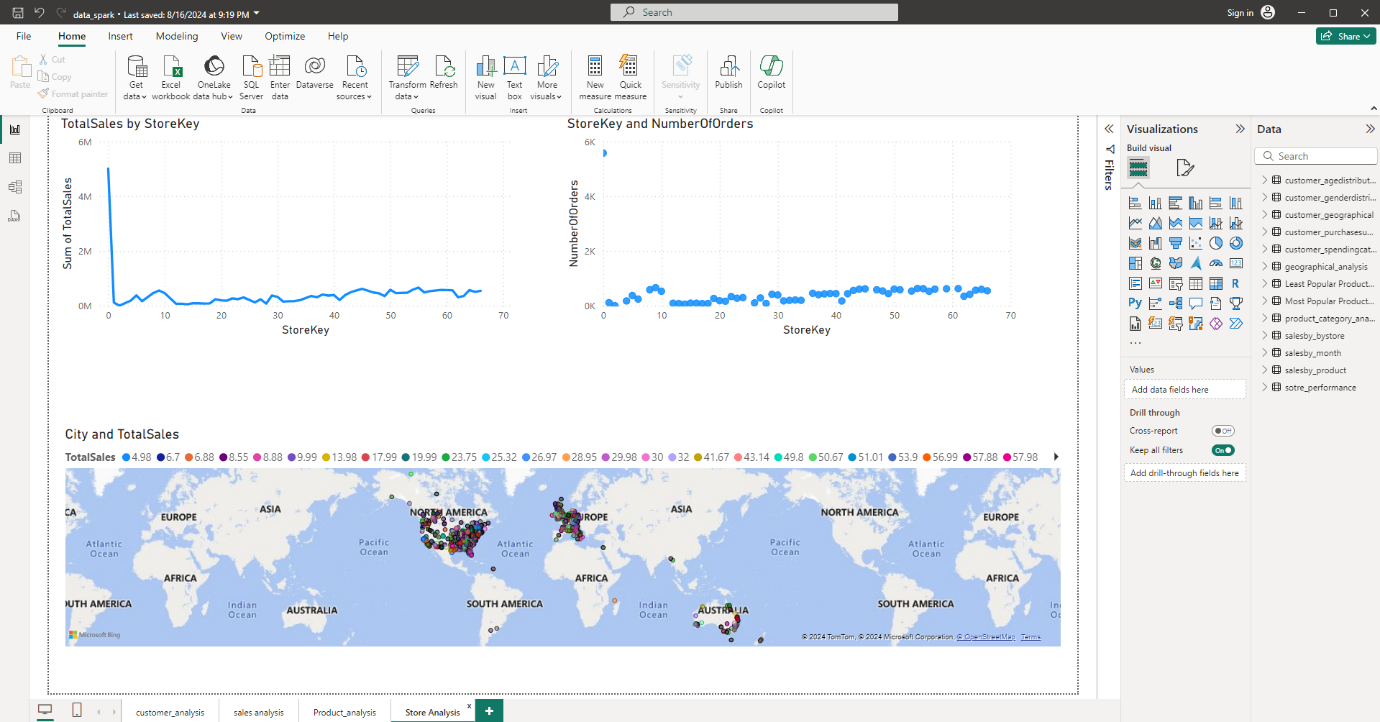 data_spark • Last saved: 8/16/2024 at 9:19 PM
Search
Sign in
File Home Insert Modeling View Optimize Help
Share
Paste
Cut
Copy
Format painter
Clipboard
Get data
Excel workbook
OneLake data hub
SQL Server
Enter data
Dataverse
Recent sources
Data
Transform data
Refresh
Queries
New visual
Text box
More visuals
Insert
New measure
Quick measure
Calculations
Sensitivity
Sensitivity
Publish
Share
Copilot
Copilot
TotalSales by StoreKey
6M
4M
2M
0M
Sum of TotalSales
0 10 20 30 40 50 60 70
StoreKey
StoreKey and NumberOfOrders
6K
4K
2K
0K
NumberOfOrders
0 10 20 30 40 50 60 70
StoreKey
City and TotalSales
TotalSales 4.98 6.7 6.88 8.55 8.88 9.99 13.98 17.99 19.99 23.75 25.32 26.97 28.95 29.98 30 32 41.67 43.14 49.8 50.67 51.01 53.9 56.99 57.88 57.98
CA
EUROPE
ASIA
NORTH AMERICA
UROPE
ASIA
NORTH AMERICA
EUROPE
Atlantic Ocean
Pacific Ocean
Atlantic Ocean
Pacific Ocean
Atlantic Ocean
AFRICA
AFRICA
AFRICA
UTH AMERICA
Indian Ocean
AUSTRALIA
SOUTH AMERICA
Indian Ocean
AUSTRALIA
SOUTH AMERICA
Microsoft Bing
© 2024 TomTom, © 2024 Microsoft Corporation, © OpenStreetMap Terms
Filters
Visualizations
Build visual
R
Py
123
...
Values
Add data fields here
Drill through
Cross-report
Off
Keep all filters
On
Add drill-through fields here
Data
Search
customer_agedistribut...
customer_genderdistri...
customer_geographical
customer_purchasesu...
customer_spendingcat...
geographical_analysis
Least Popular Product...
Most Popular Product...
product_category_ana...
salesby_bystore
salesby_month
salesby_product
sotre_performance
customer_analysis
sales analysis
Product_analysis
Store Analysis
x
+